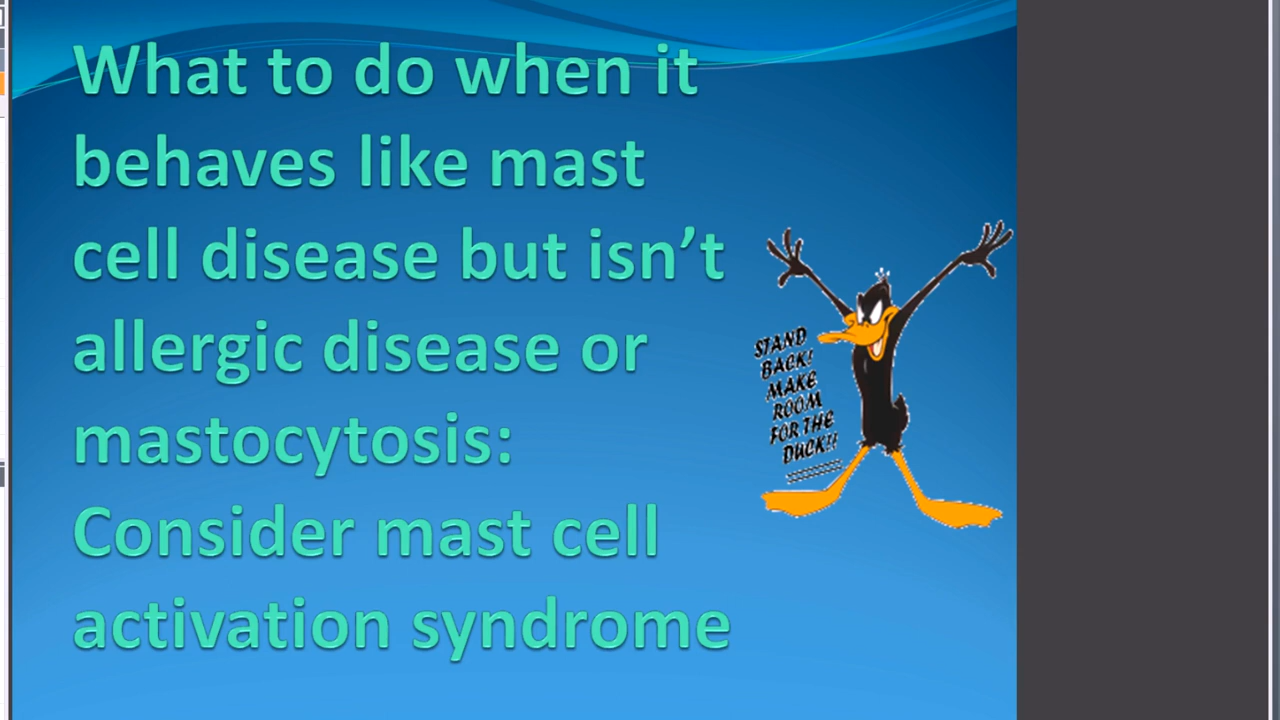 What to do when it
behaves like mast
cell disease but isn’t
allergic disease or
mastocytosis:
Consider mast cell
activation syndrome
STAND
BACK!
MAKE
ROOM
FOR THE
DUCK!!